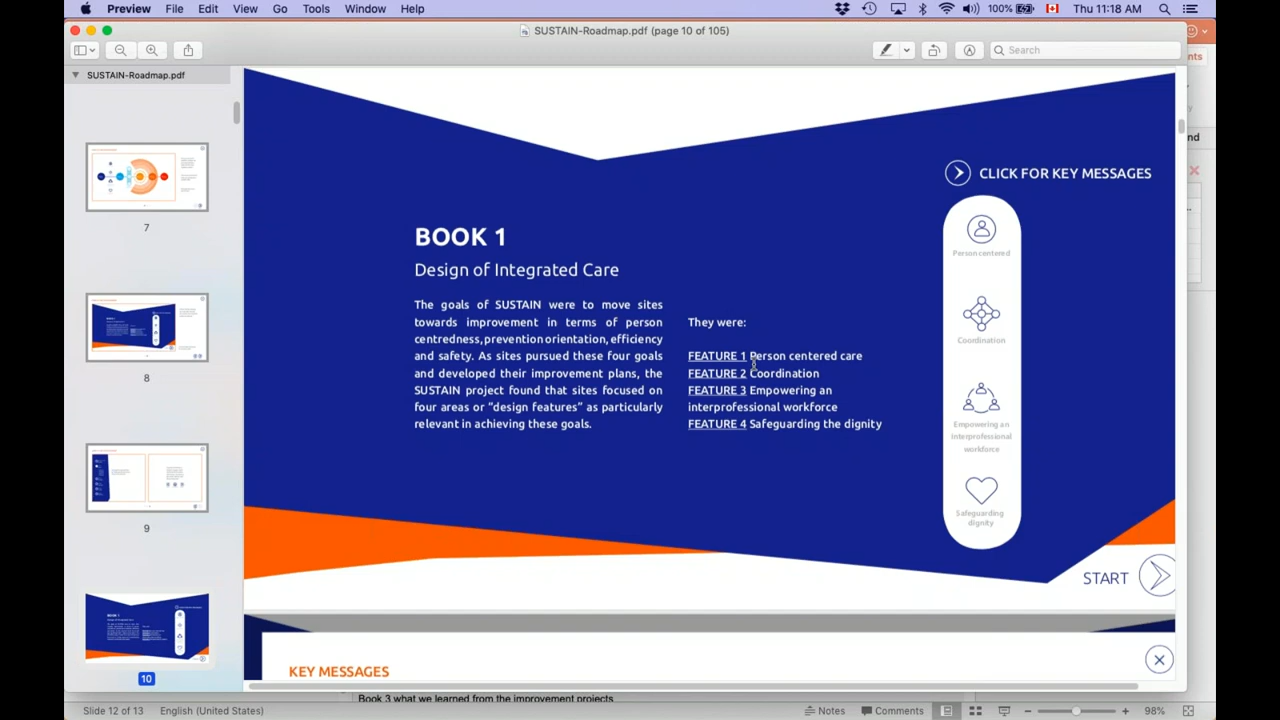 Preview File Edit View Go Tools Window Help 100% Thu 11:18 AM
SUSTAIN-Roadmap.pdf (page 10 of 105)
Search
nts
SUSTAIN-Roadmap.pdf
nd
7
8
9
10
CLICK FOR KEY MESSAGES
BOOK 1
Design of Integrated Care
The goals of SUSTAIN were to move sites
towards improvement in terms of person
centredness, prevention orientation, efficiency
and safety. As sites pursued these four goals
and developed their improvement plans, the
SUSTAIN project found that sites focused on
four areas or “design features” as particularly
relevant in achieving these goals.
They were:
FEATURE 1 Person centered care
FEATURE 2 Coordination
FEATURE 3 Empowering an
interprofessional workforce
FEATURE 4 Safeguarding the dignity
Person centered
Coordination
Empowering an
interprofessional
workforce
Safeguarding
dignity
START
KEY MESSAGES
Book 3 what we learned from the improvement projects
Slide 12 of 13 English (United States) Notes Comments 98%